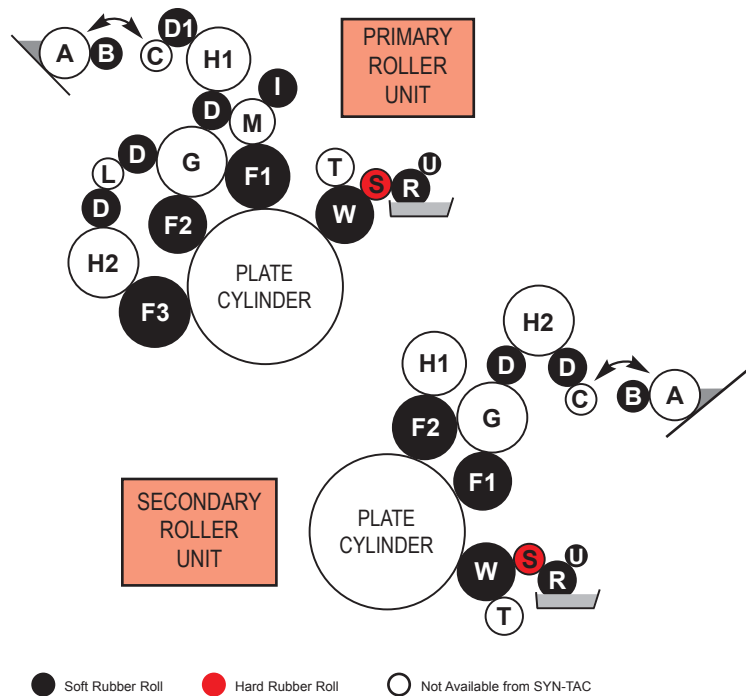 D1
A
B
C
H1
PRIMARY
ROLLER
UNIT
I
D
M
D
G
L
F1
T
S
R
U
D
F2
W
H2
PLATE
CYLINDER
F3
H2
H1
D
D
C
B
A
F2
G
F1
SECONDARY
ROLLER
UNIT
PLATE
CYLINDER
W
S
U
R
T
Soft Rubber Roll
Hard Rubber Roll
Not Available from SYN-TAC